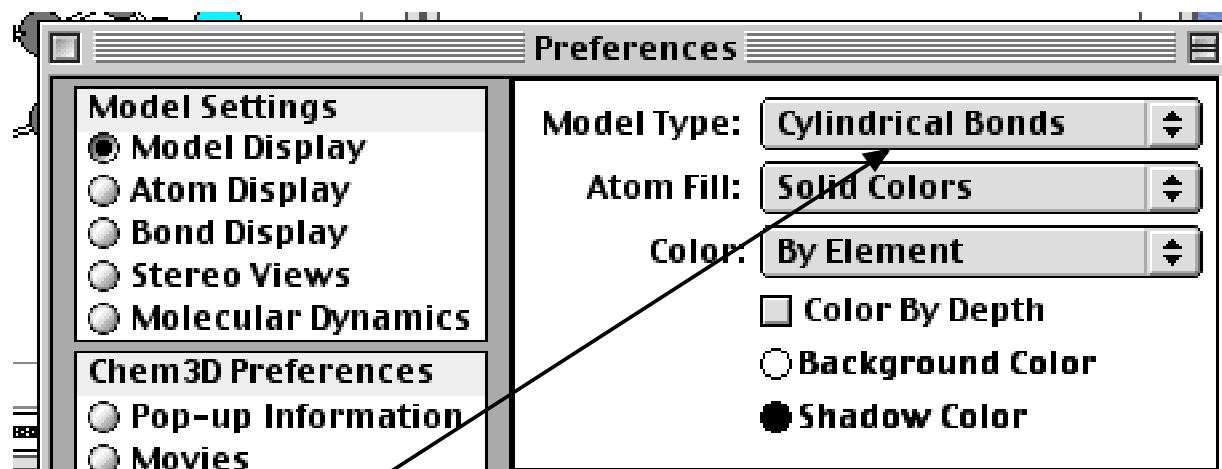 Preferences
Model Settings
Model Display
Atom Display
Bond Display
Stereo Views
Molecular Dynamics
Chem3D Preferences
Pop-up Information
Movies
Model Type: Cylindrical Bonds
Atom Fill: Solid Colors
Color: By Element
Color By Depth
Background Color
Shadow Color